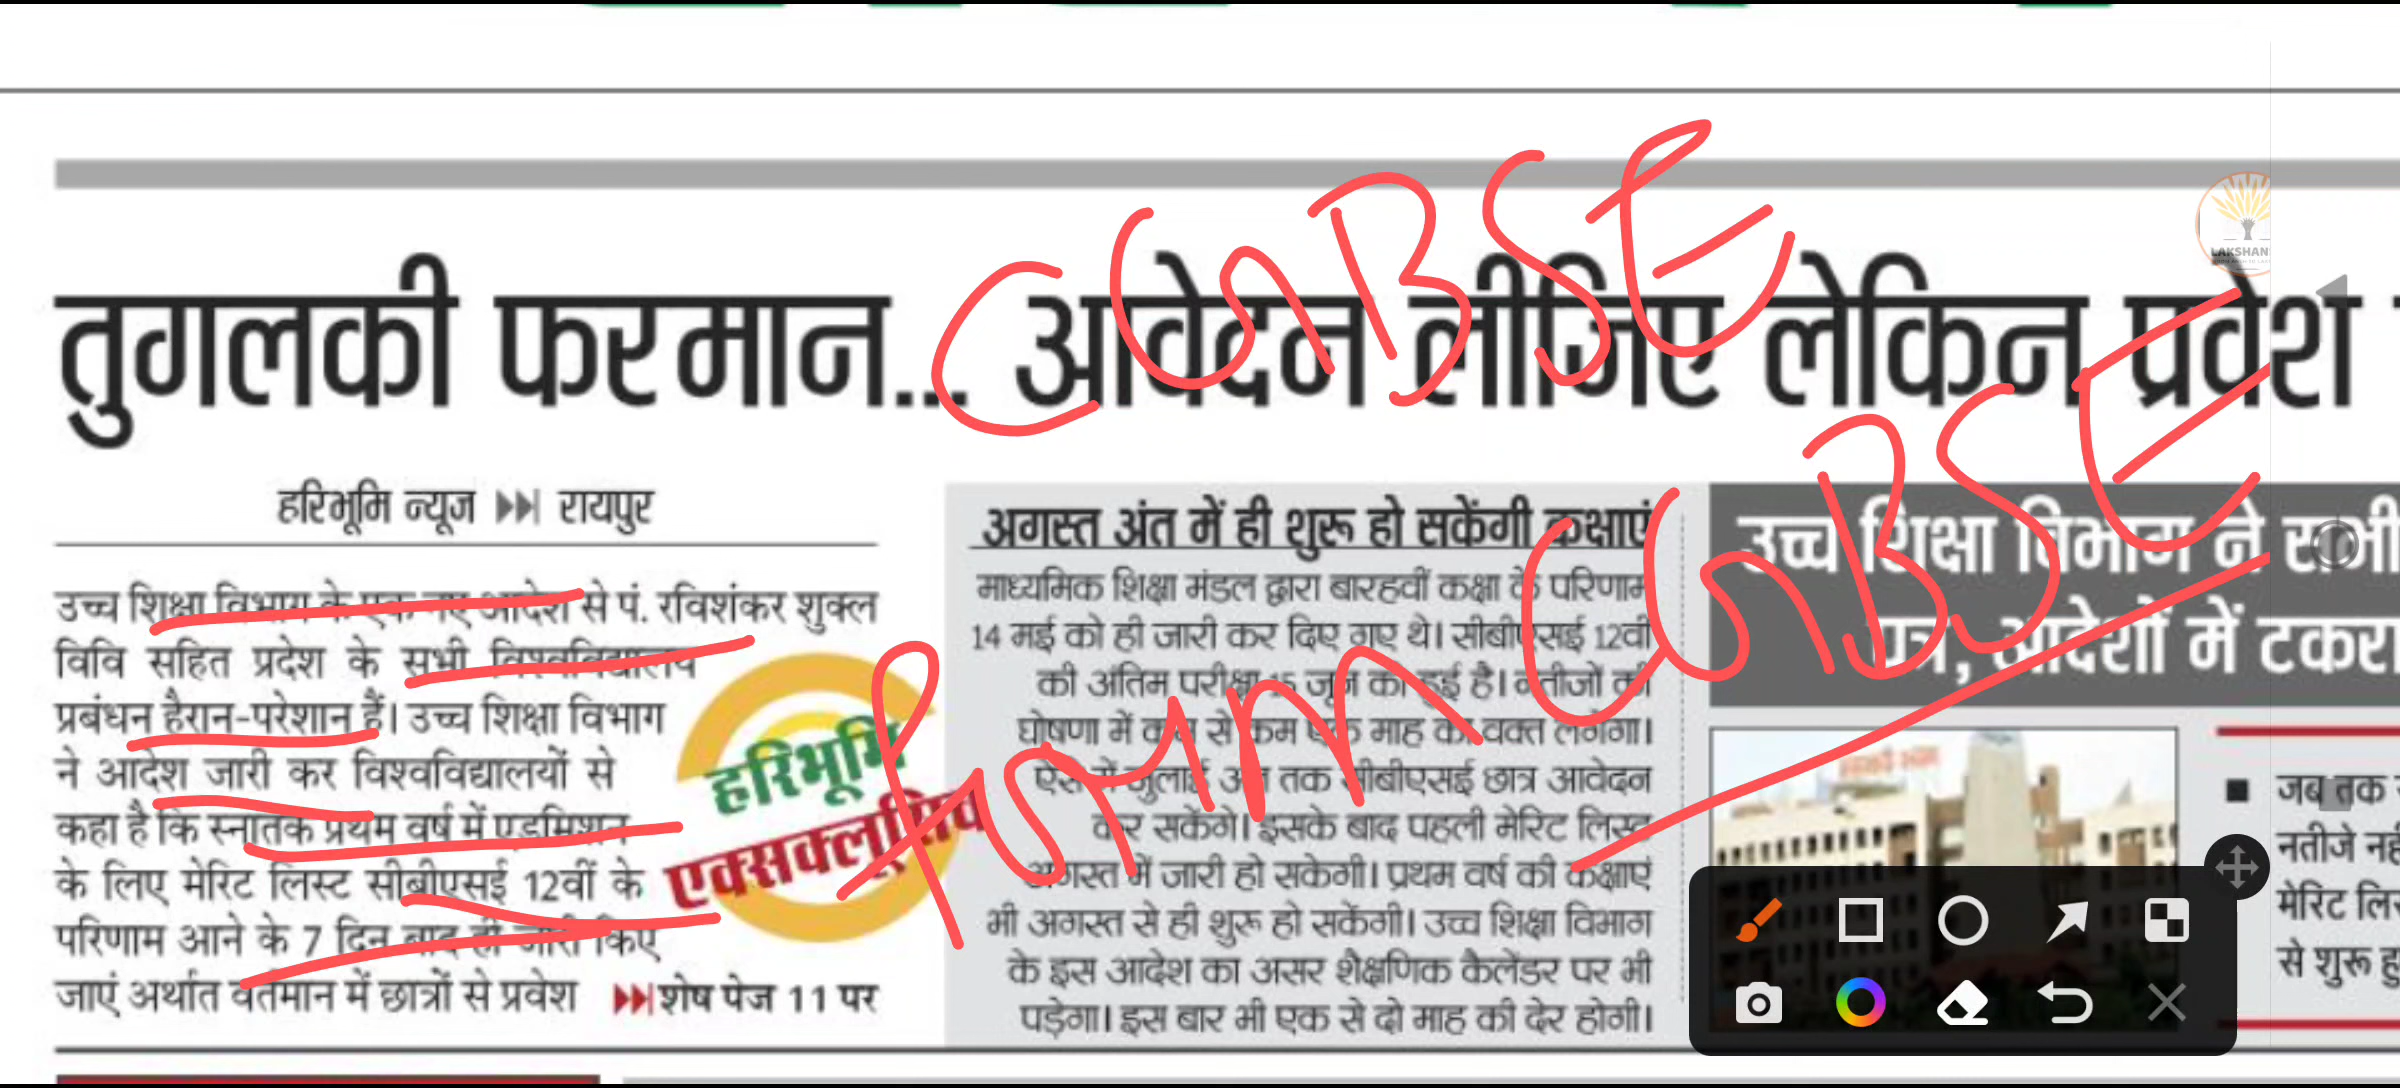 तुगलकी फरमान... आवेदन लीजिए लेकिन प्रवेश
CGBSE
हरिभूमि न्यूज रायपुर
उच्च शिक्षा विभाग के एक नए आदेश से पं. रविशंकर शुक्ल
विवि सहित प्रदेश के सभी विश्वविद्यालय
प्रबंधन हैरान-परेशान हैं। उच्च शिक्षा विभाग
ने आदेश जारी कर विश्वविद्यालयों से
कहा है कि स्नातक प्रथम वर्ष में एडमिशन
के लिए मेरिट लिस्ट सीबीएसई 12वीं के
परिणाम आने के 7 दिन बाद ही जारी किए
जाएं अर्थात वर्तमान में छात्रों से प्रवेश
शेष पेज 11 पर
हरिभूमि
एक्सक्लूसिव
अगस्त अंत में ही शुरू हो सकेंगी कक्षाएं
माध्यमिक शिक्षा मंडल द्वारा बारहवीं कक्षा के परिणाम
14 मई को ही जारी कर दिए गए थे। सीबीएसई 12वीं
की अंतिम परीक्षा 15 जून को हुई है। नतीजों की
घोषणा में कम से कम एक माह का वक्त लगेगा।
ऐसे में जुलाई अंत तक सीबीएसई छात्र आवेदन
कर सकेंगे। इसके बाद पहली मेरिट लिस्ट
अगस्त में जारी हो सकेगी। प्रथम वर्ष की कक्षाएं
भी अगस्त से ही शुरू हो सकेंगी। उच्च शिक्षा विभाग
के इस आदेश का असर शैक्षणिक कैलेंडर पर भी
पड़ेगा। इस बार भी एक से दो माह की देर होगी।
Form CGBSE
उच्च शिक्षा विभाग ने सभी
पत्र, आदेशों में टकरा
जब तक
नतीजे नह
मेरिट लिस
से शुरू हु
LAKSHAN